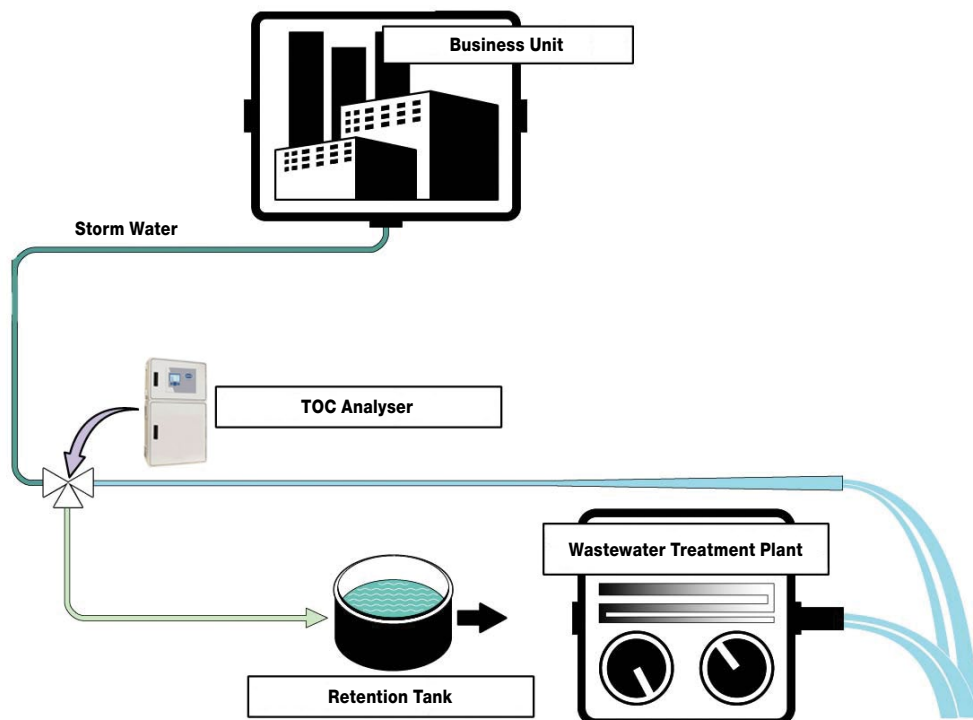 Business Unit
Storm Water
TOC Analyser
Wastewater Treatment Plant
Retention Tank